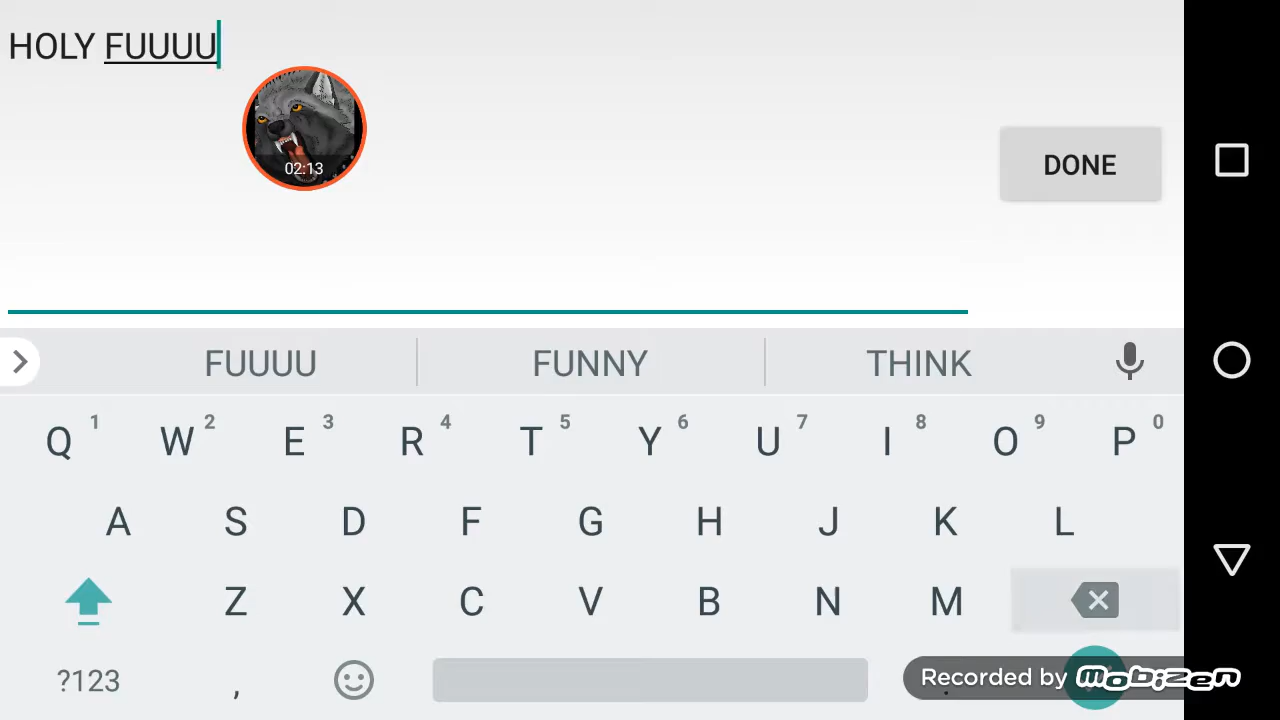 HOLY FUUUU
02:13
DONE
FUUUU FUNNY THINK
Q 1 W 2 E 3 R 4 T 5 Y 6 U 7 I 8 O 9 P 0
A S D F G H J K L
Z X C V B N M
?123 , .
Recorded by mobizen